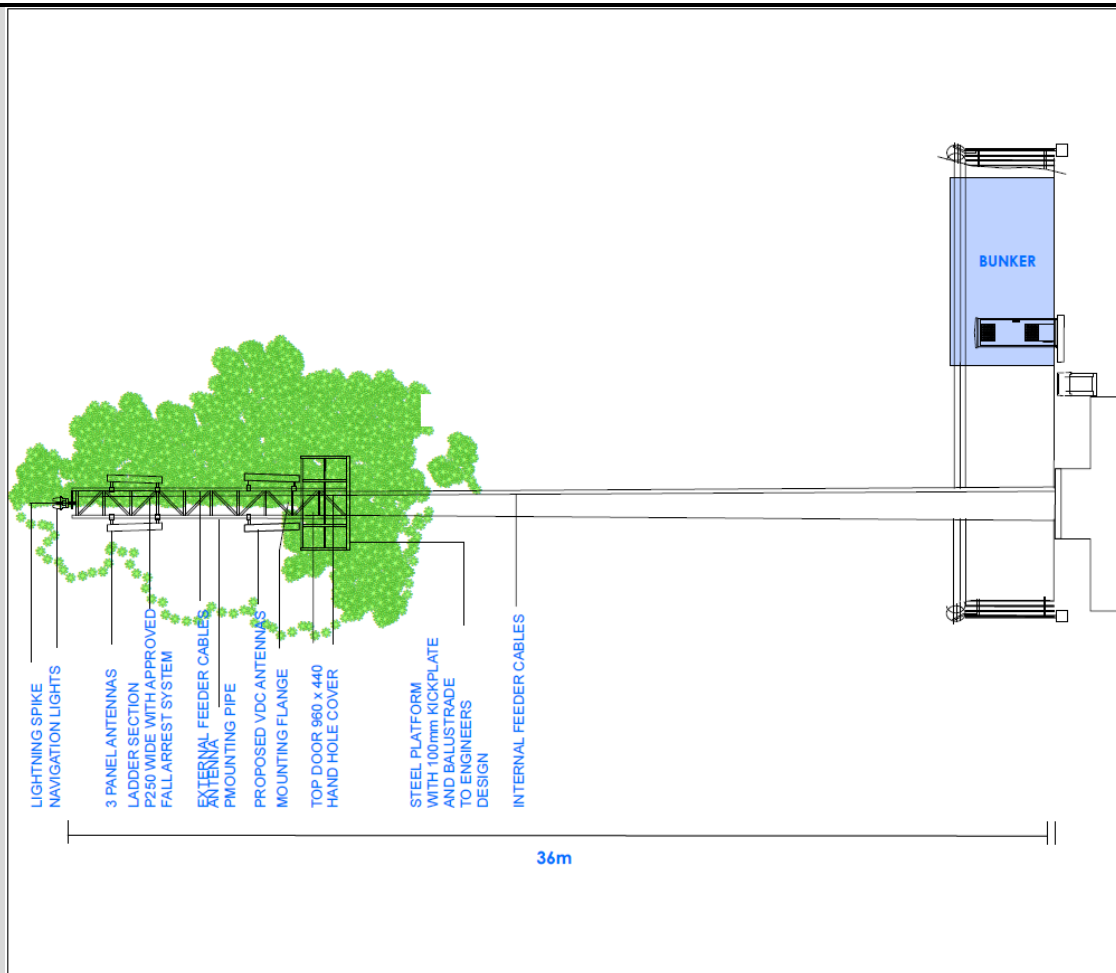 BUNKER
LIGHTNING SPIKE
NAVIGATION LIGHTS
3 PANEL ANTENNAS
LADDER SECTION
P250 WIDE WITH APPROVED
FALL ARREST SYSTEM
EXTERNAL FEEDER CABLES
ANTENNA
PMOUNTING PIPE
PROPOSED VDC ANTENNAS
MOUNTING FLANGE
TOP DOOR 960 x 440
HAND HOLE COVER
STEEL PLATFORM
WITH 100mm KICKPLATE
AND BALUSTRADE
TO ENGINEERS
DESIGN
INTERNAL FEEDER CABLES
36m